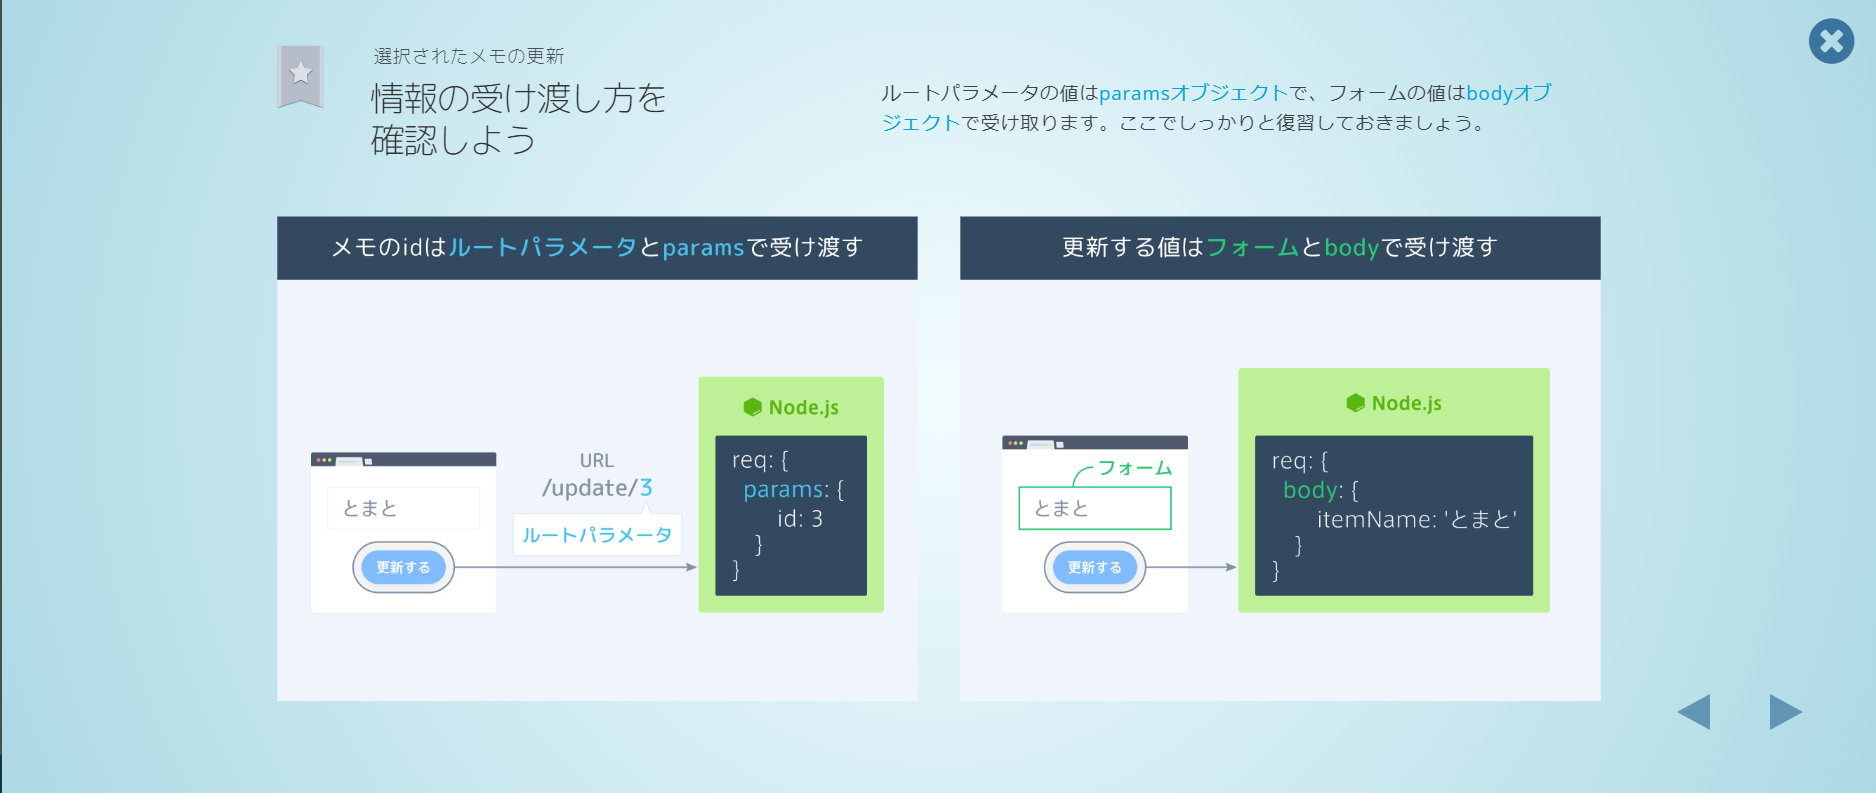 選択されたメモの更新
情報の受け渡し方を
確認しよう
ルートパラメータの値はparamsオブジェクトで、フォームの値はbodyオブ
ジェクトで受け取ります。ここでしっかりと復習しておきましょう。
メモのidはルートパラメータとparamsで受け渡す
とまと
更新する
URL
/update/3
ルートパラメータ
Node.js
req: {
params: {
id: 3
}
}
更新する値はフォームとbodyで受け渡す
フォーム
とまと
更新する
Node.js
req: {
body: {
itemName: 'とまと'
}
}